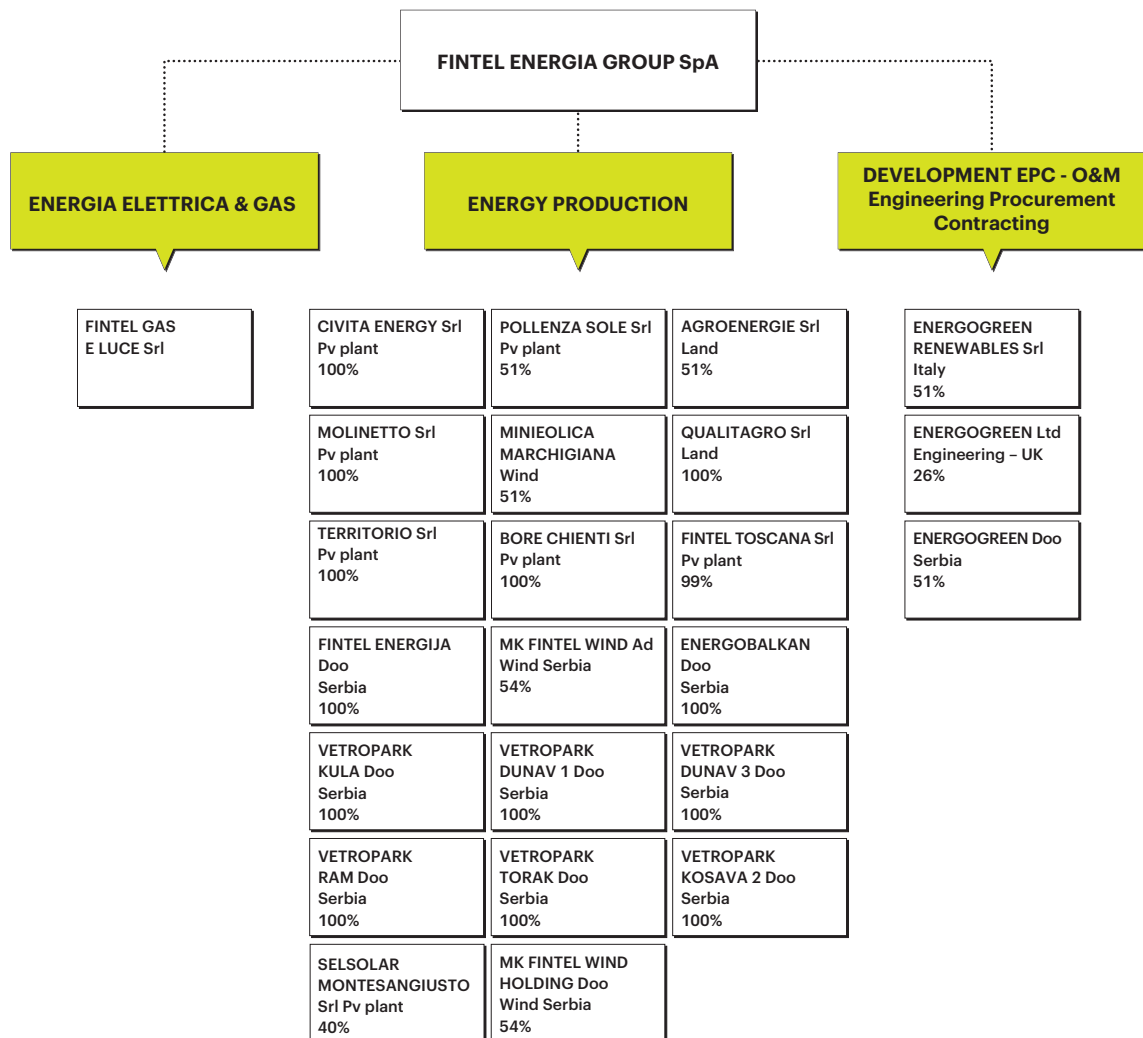 FINTEL ENERGIA GROUP SpA
ENERGIA ELETTRICA & GAS
ENERGY PRODUCTION
DEVELOPMENT EPC - O&M
Engineering Procurement
Contracting
FINTEL GAS
E LUCE Srl
CIVITA ENERGY Srl
Pv plant
100%
POLLENZA SOLE Srl
Pv plant
51%
AGROENERGIE Srl
Land
51%
ENERGOGREEN
RENEWABLES Srl
Italy
51%
MOLINETTO Srl
Pv plant
100%
MINIEOLICA
MARCHIGIANA
Wind
51%
QUALITAGRO Srl
Land
100%
ENERGOGREEN Ltd
Engineering – UK
26%
TERRITORIO Srl
Pv plant
100%
BORE CHIENTI Srl
Pv plant
100%
FINTEL TOSCANA Srl
Pv plant
99%
ENERGOGREEN Doo
Serbia
51%
FINTEL ENERGIJA
Doo
Serbia
100%
MK FINTEL WIND Ad
Wind Serbia
54%
ENERGOBALKAN
Doo
Serbia
100%
VETROPARK
KULA Doo
Serbia
100%
VETROPARK
DUNAV 1 Doo
Serbia
100%
VETROPARK
DUNAV 3 Doo
Serbia
100%
VETROPARK
RAM Doo
Serbia
100%
VETROPARK
TORAK Doo
Serbia
100%
VETROPARK
KOSAVA 2 Doo
Serbia
100%
SELSOLAR
MONTESANGIUSTO
Srl Pv plant
40%
MK FINTEL WIND
HOLDING Doo
Wind Serbia
54%